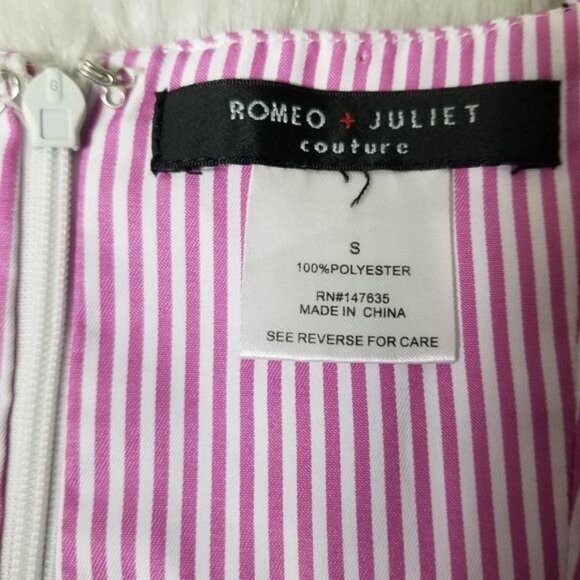 G
ROMEO + JULIET
couture
S
100%POLYESTER
RN#147635
MADE IN CHINA
SEE REVERSE FOR CARE